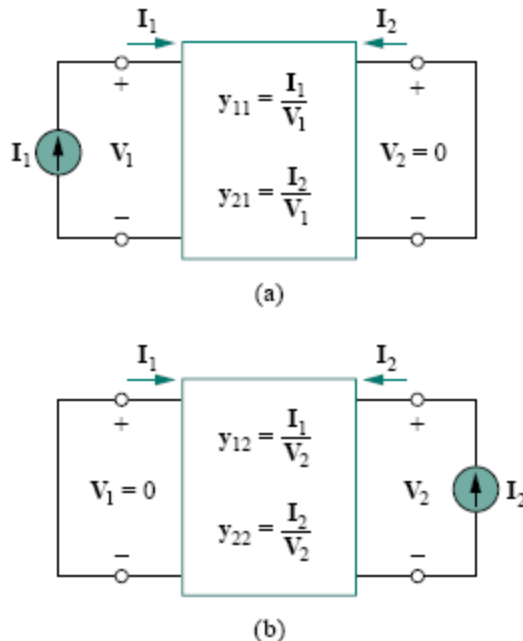 I₁ I₂
+ y₁₁ = I₁/V₁ +
I₁ V₁ V₂ = 0
y₂₁ = I₂/V₁
− −
(a)
I₁ I₂
+ y₁₂ = I₁/V₂ +
V₁ = 0 V₂ I₂
y₂₂ = I₂/V₂
− −
(b)